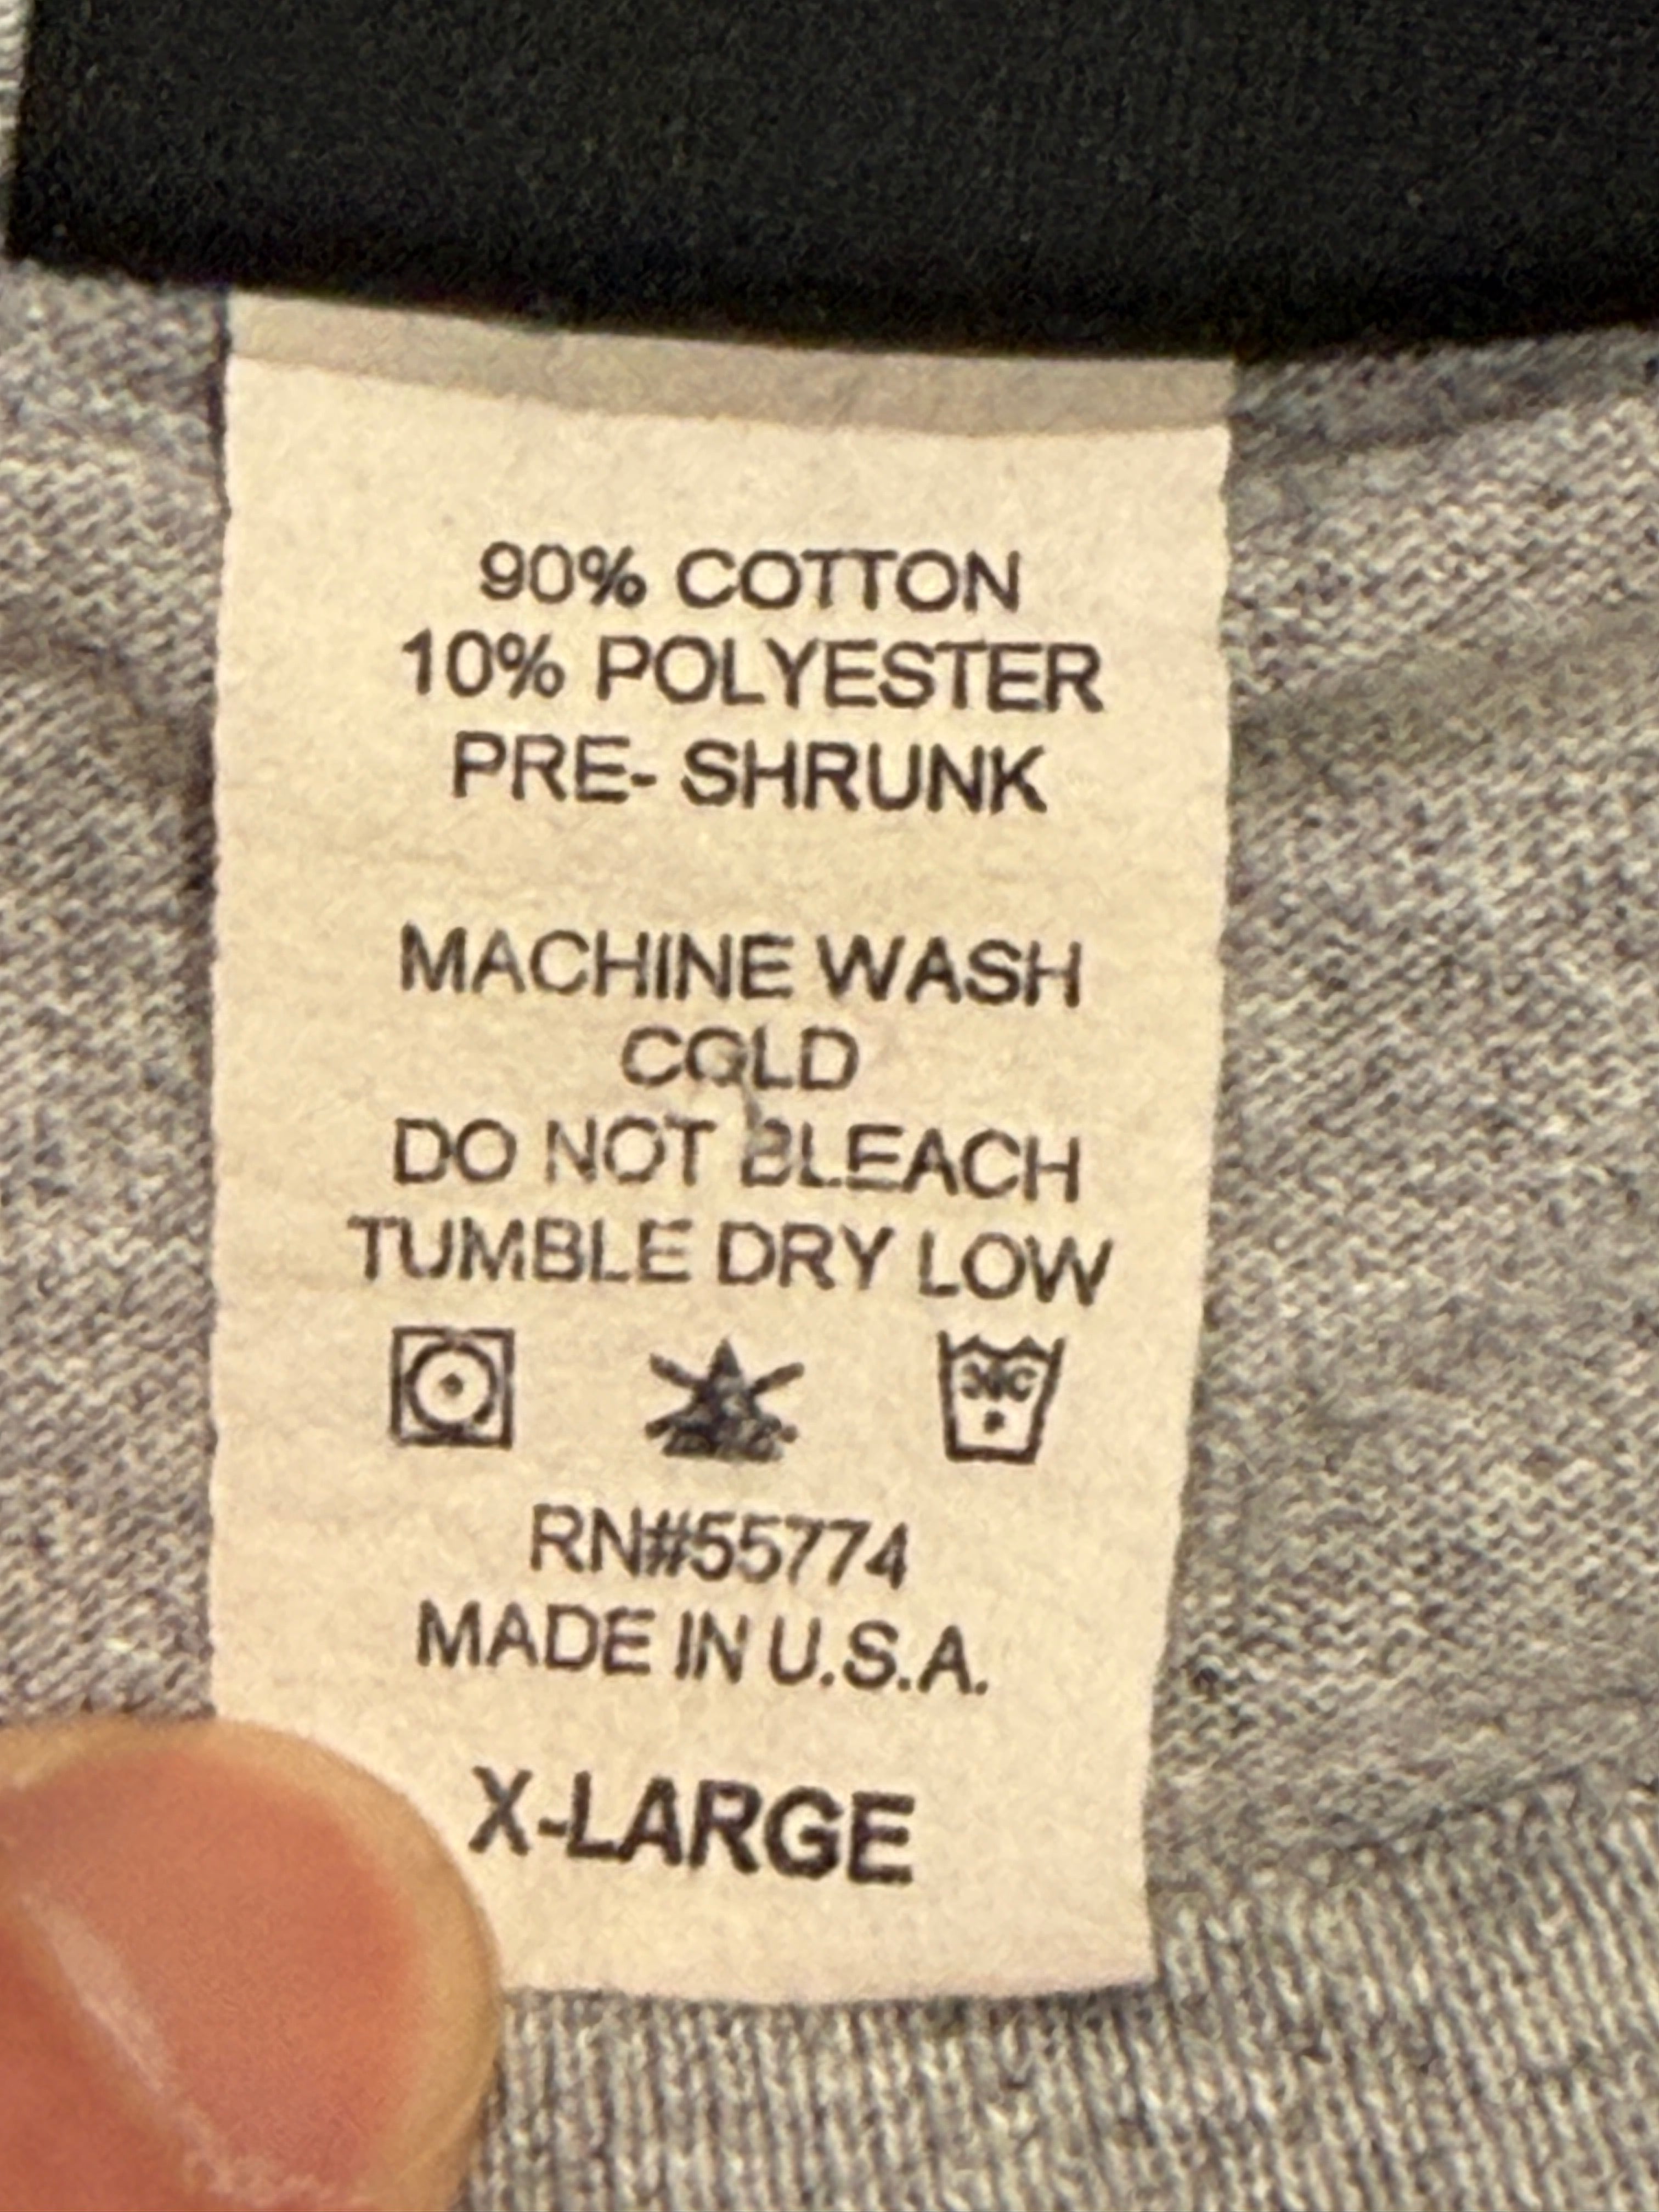 90% COTTON
10% POLYESTER
PRE- SHRUNK
MACHINE WASH
COLD
DO NOT BLEACH
TUMBLE DRY LOW
RN#55774
MADE IN U.S.A.
X-LARGE